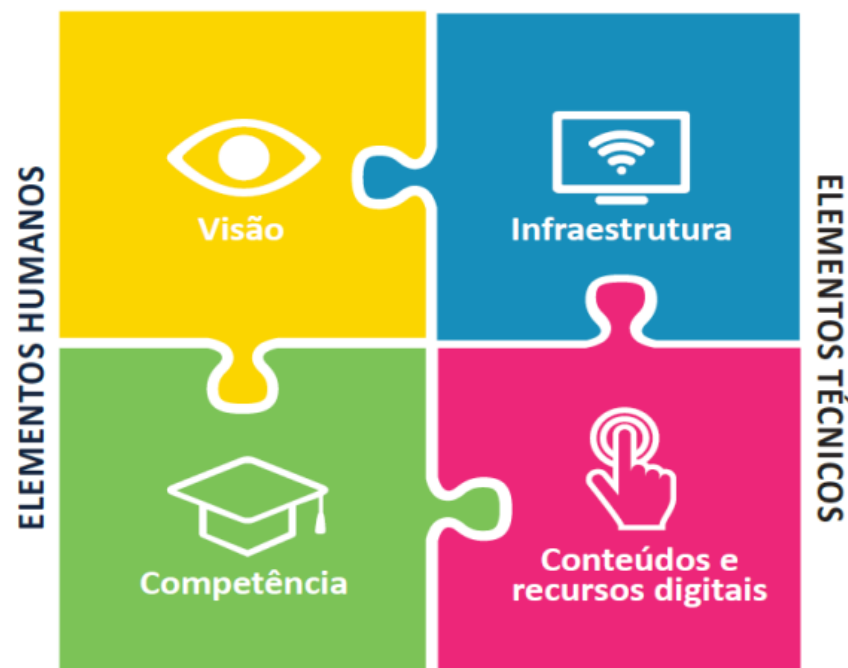 ELEMENTOS HUMANOS
Visão
Infraestrutura
Competência
Conteúdos e
recursos digitais
ELEMENTOS TÉCNICOS